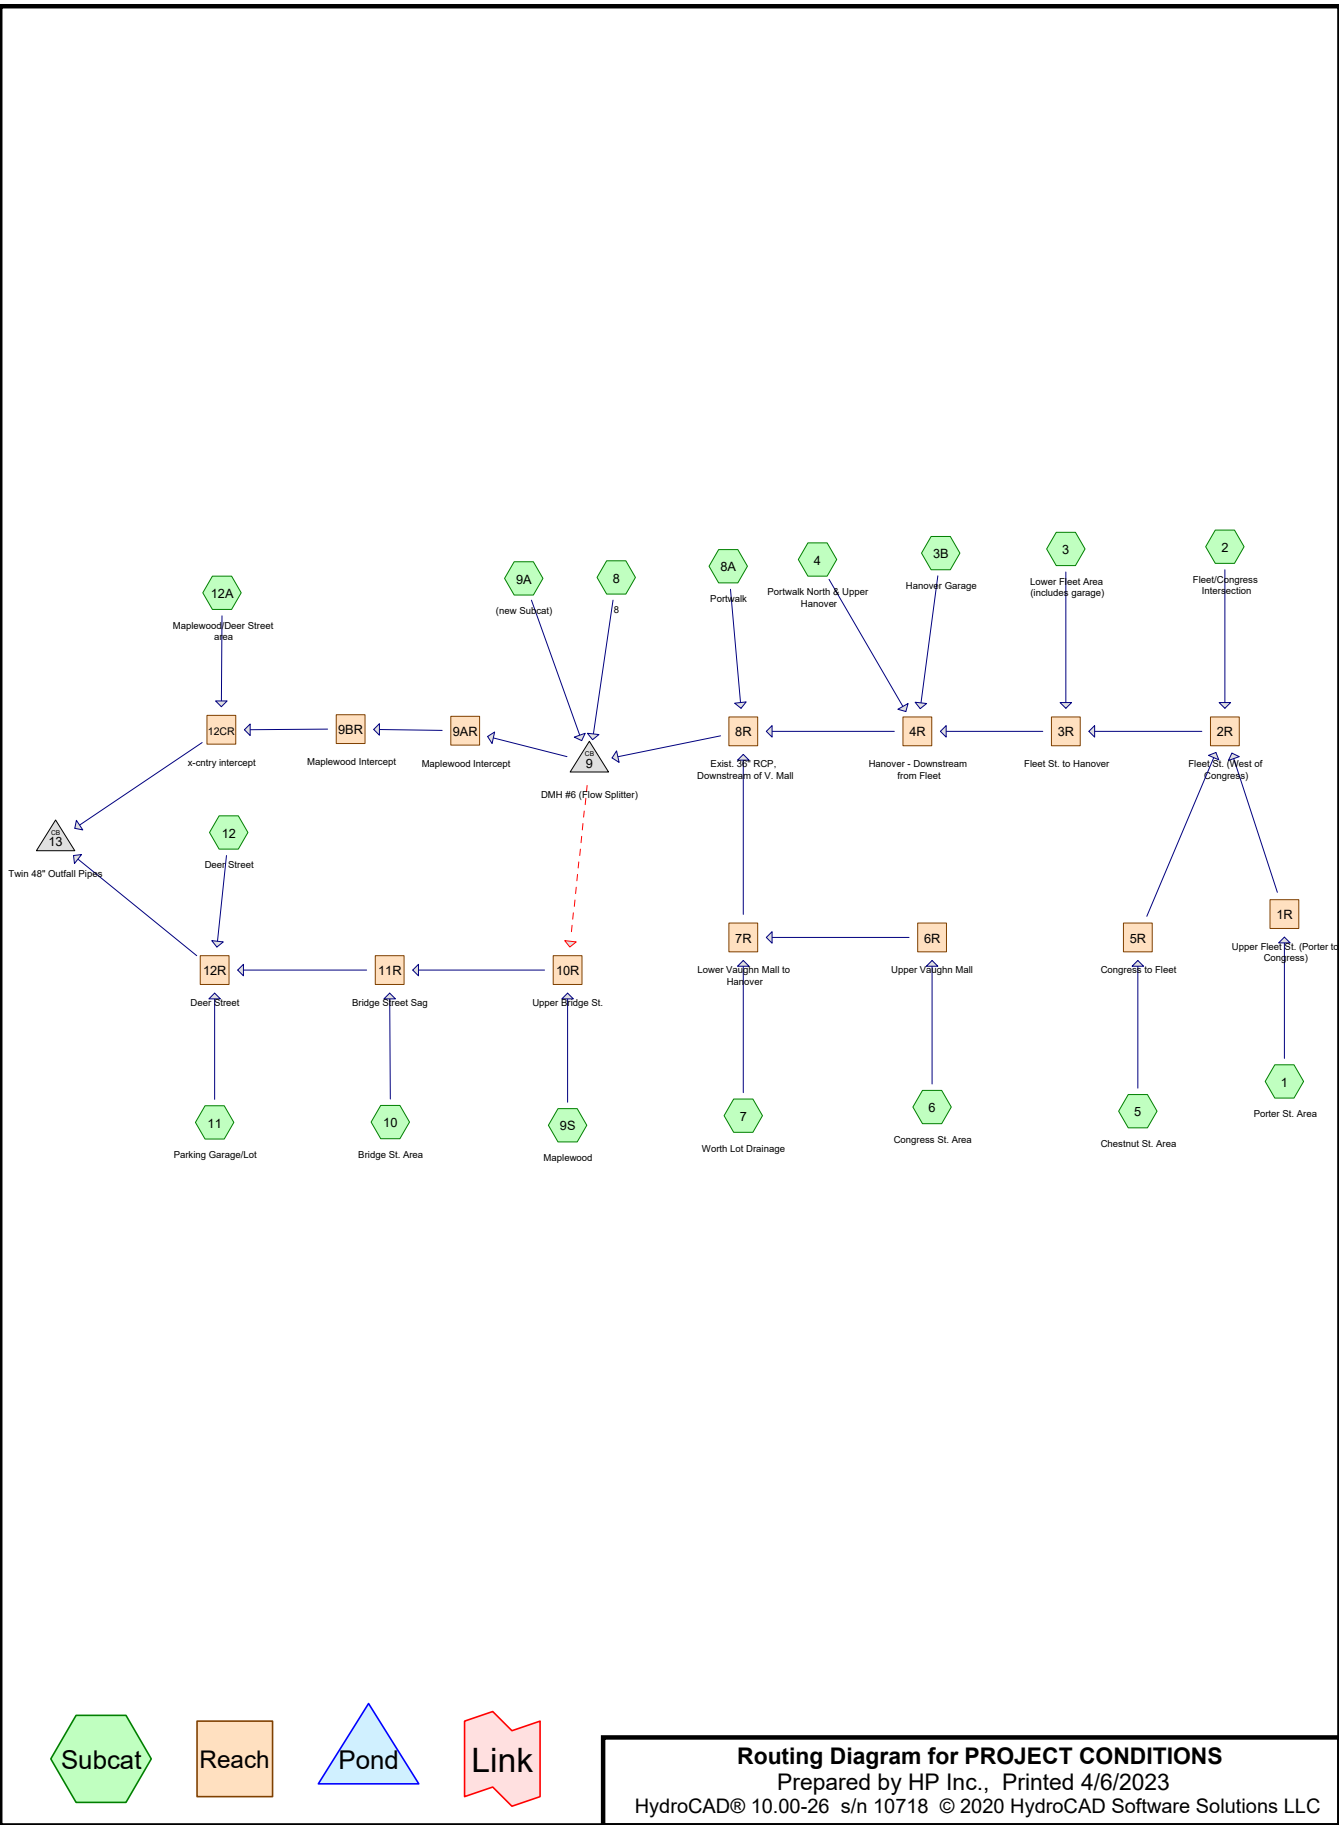 12A
Maplewood/Deer Street
area
9A
(new Subcat)
8
8
8A
Portwalk
4
Portwalk North & Upper
Hanover
3B
Hanover Garage
3
Lower Fleet Area
(includes garage)
2
Fleet/Congress
Intersection
12CR
x-cntry intercept
9BR
Maplewood Intercept
9AR
Maplewood Intercept
CB
9
DMH #6 (Flow Splitter)
8R
Exist. 36" RCP,
Downstream of V. Mall
4R
Hanover - Downstream
from Fleet
3R
Fleet St. to Hanover
2R
Fleet St. (West of
Congress)
CB
13
Twin 48" Outfall Pipes
12
Deer Street
12R
Deer Street
11R
Bridge Street Sag
10R
Upper Bridge St.
7R
Lower Vaughn Mall to
Hanover
6R
Upper Vaughn Mall
5R
Congress to Fleet
1R
Upper Fleet St. (Porter to
Congress)
11
Parking Garage/Lot
10
Bridge St. Area
9S
Maplewood
7
Worth Lot Drainage
6
Congress St. Area
5
Chestnut St. Area
1
Porter St. Area
Subcat
Reach
Pond
Link
Routing Diagram for PROJECT CONDITIONS
Prepared by HP Inc., Printed 4/6/2023
HydroCAD® 10.00-26 s/n 10718 © 2020 HydroCAD Software Solutions LLC